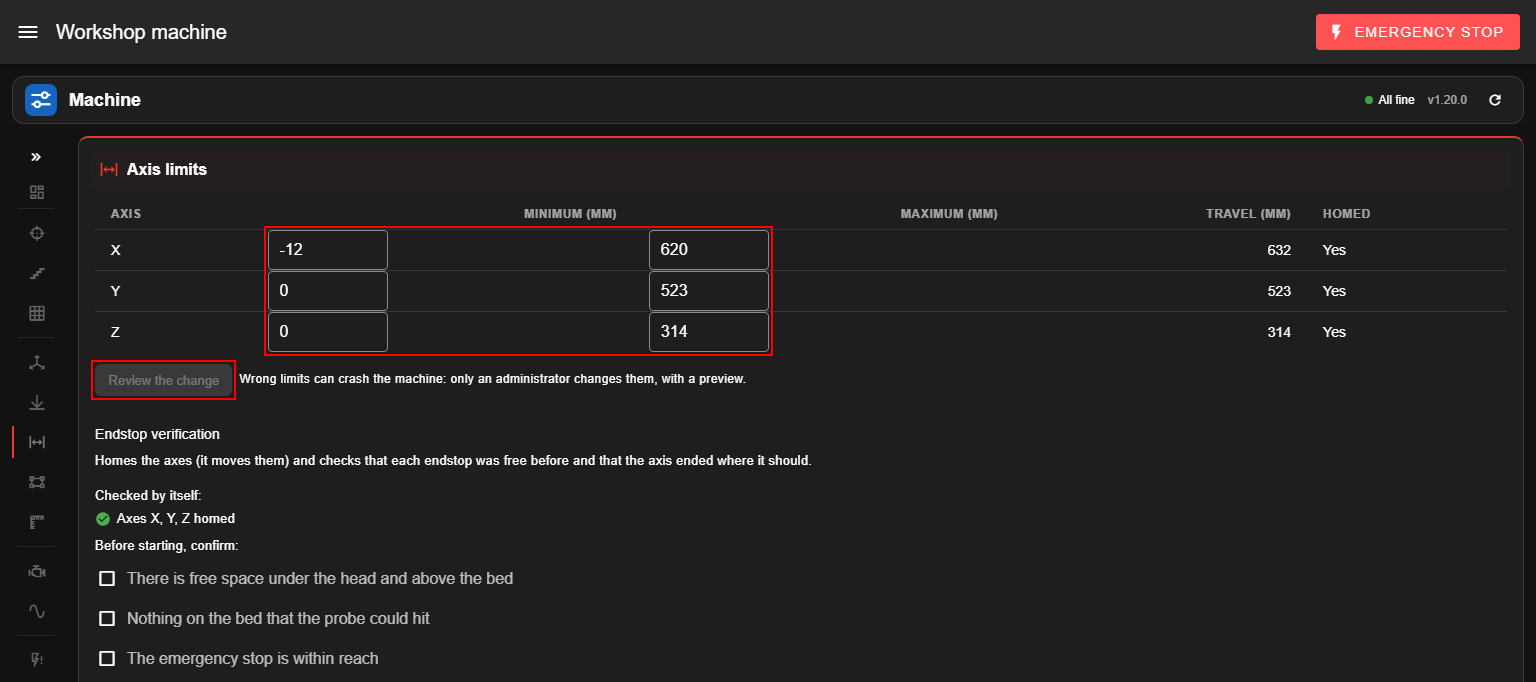 Workshop machine
EMERGENCY STOP
Machine
All fine v1.20.0
Axis limits
AXIS MINIMUM (MM) MAXIMUM (MM) TRAVEL (MM) HOMED
X -12 620 632 Yes
Y 0 523 523 Yes
Z 0 314 314 Yes
Review the change Wrong limits can crash the machine: only an administrator changes them, with a preview.
Endstop verification
Homes the axes (it moves them) and checks that each endstop was free before and that the axis ended where it should.
Checked by itself:
Axes X, Y, Z homed
Before starting, confirm:
There is free space under the head and above the bed
Nothing on the bed that the probe could hit
The emergency stop is within reach